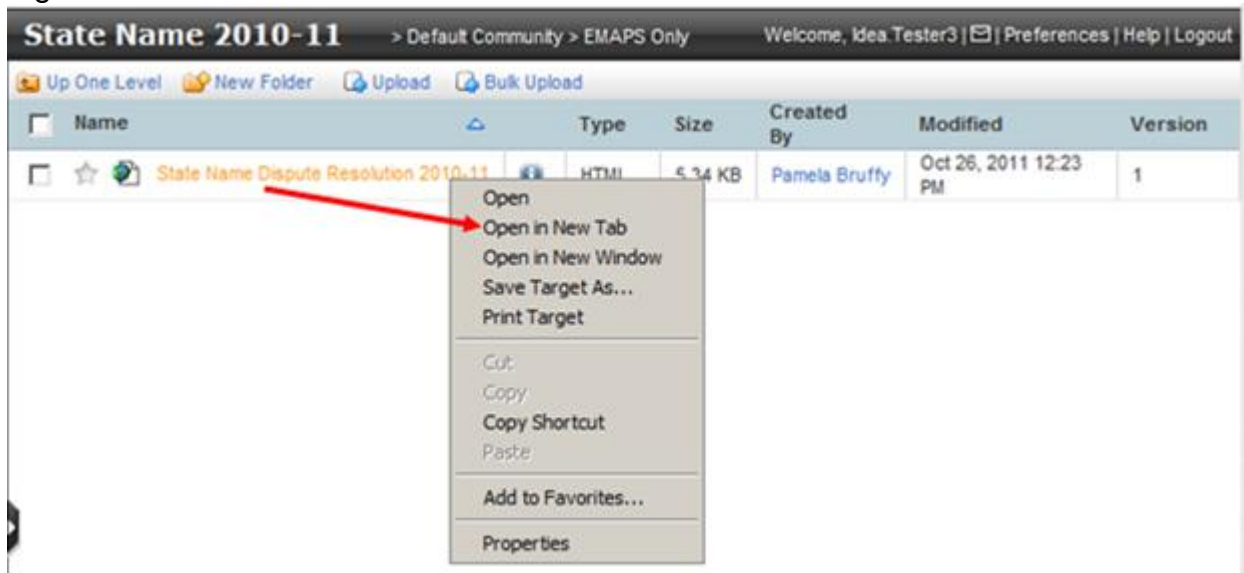 State Name 2010-11 > Default Community > EMAPS Only Welcome, Idea.Tester3 | | Preferences | Help | Logout
Up One Level New Folder Upload Bulk Upload
Name Type Size Created By Modified Version
State Name Dispute Resolution 2010-11 HTML 5.34 KB Pamela Bruffy Oct 26, 2011 12:23 PM 1
Open
Open in New Tab
Open in New Window
Save Target As...
Print Target
Cut
Copy
Copy Shortcut
Paste
Add to Favorites...
Properties